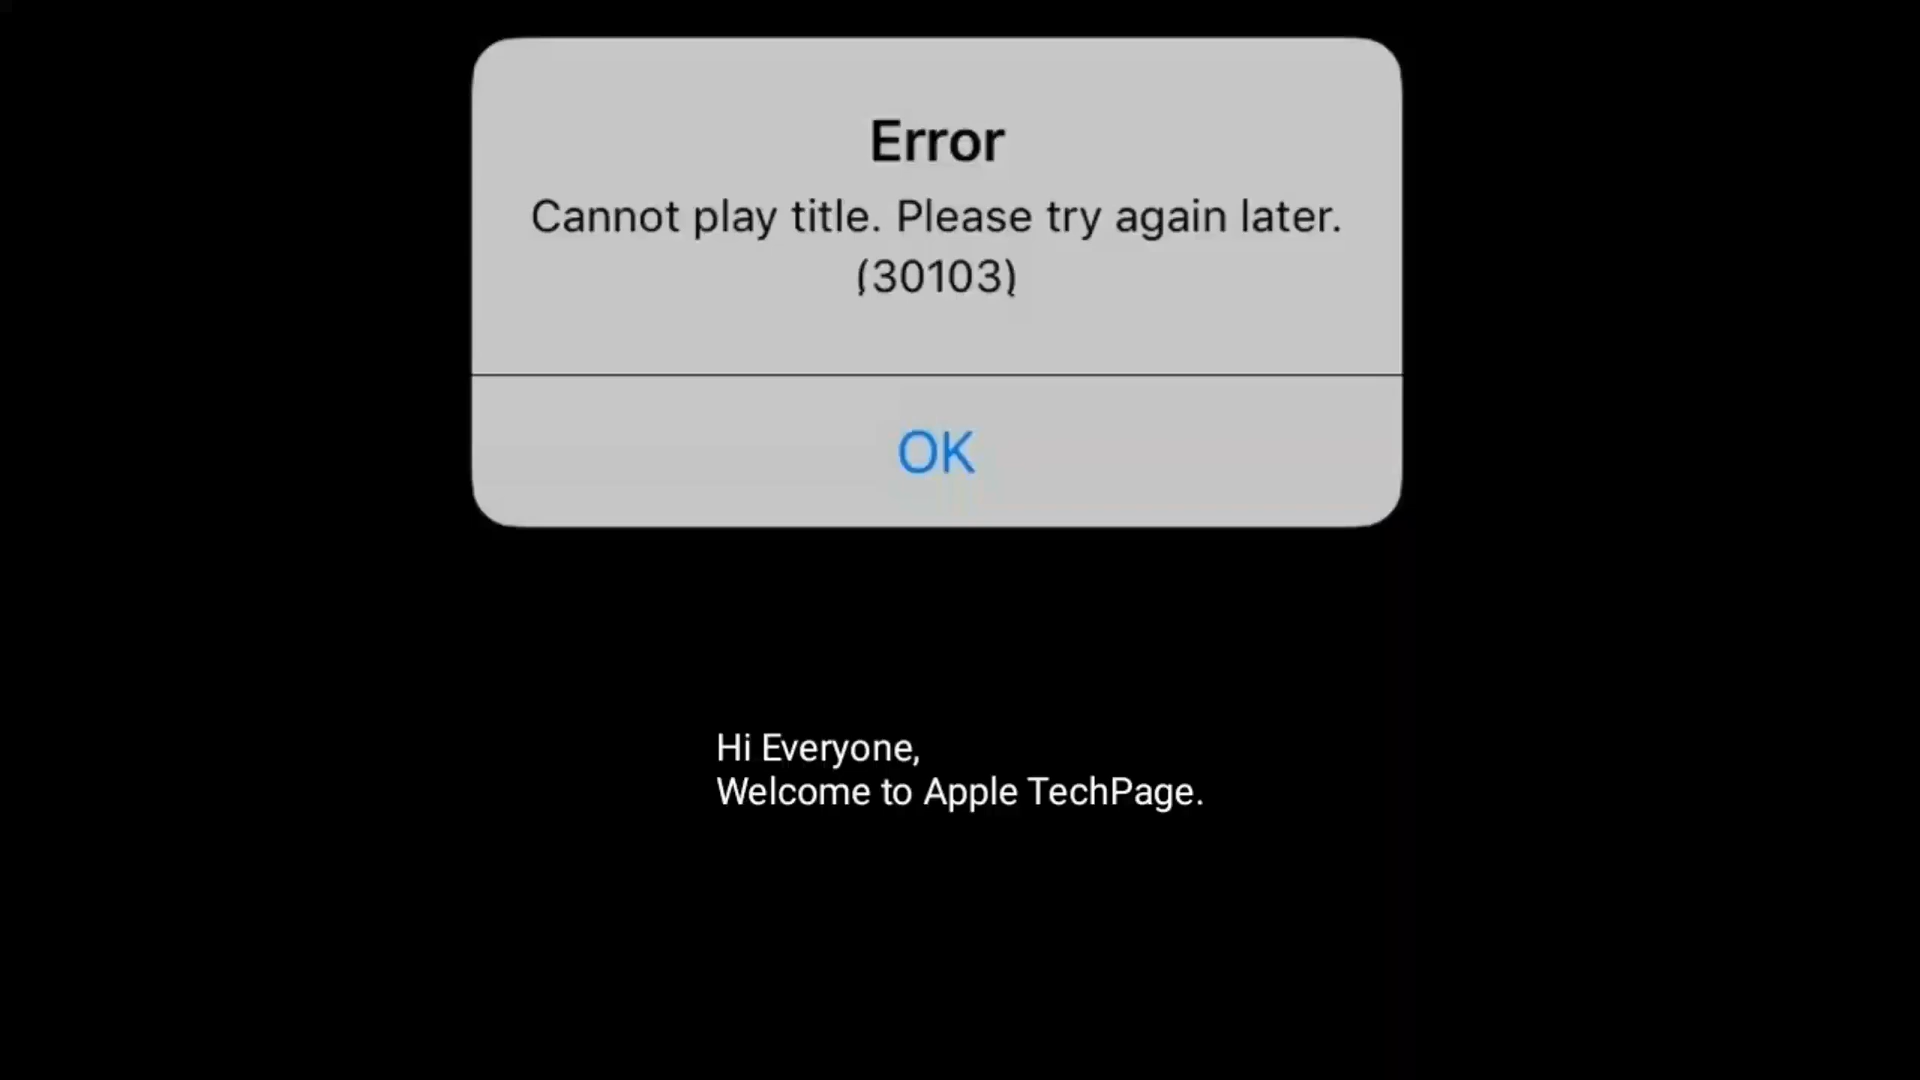 Error
Cannot play title. Please try again later.
(30103)
OK
Hi Everyone,
Welcome to Apple TechPage.